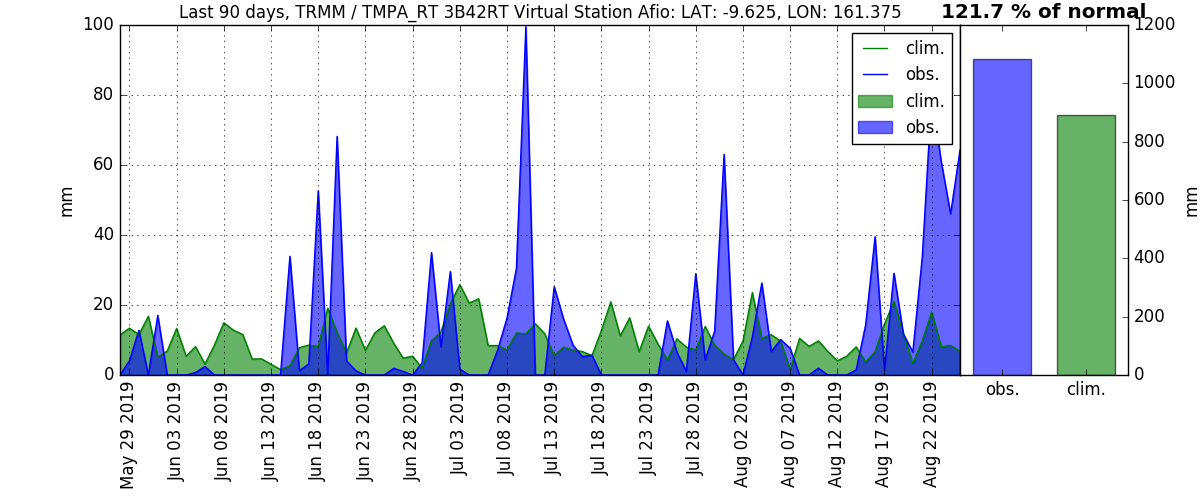 Last 90 days, TRMM / TMPA_RT 3B42RT Virtual Station Afio: LAT: -9.625, LON: 161.375
121.7 % of normal
100
80
60
40
20
0
mm
clim.
obs.
clim.
obs.
May 29 2019
Jun 03 2019
Jun 08 2019
Jun 13 2019
Jun 18 2019
Jun 23 2019
Jun 28 2019
Jul 03 2019
Jul 08 2019
Jul 13 2019
Jul 18 2019
Jul 23 2019
Jul 28 2019
Aug 02 2019
Aug 07 2019
Aug 12 2019
Aug 17 2019
Aug 22 2019
1200
1000
800
600
400
200
0
mm
obs.
clim.